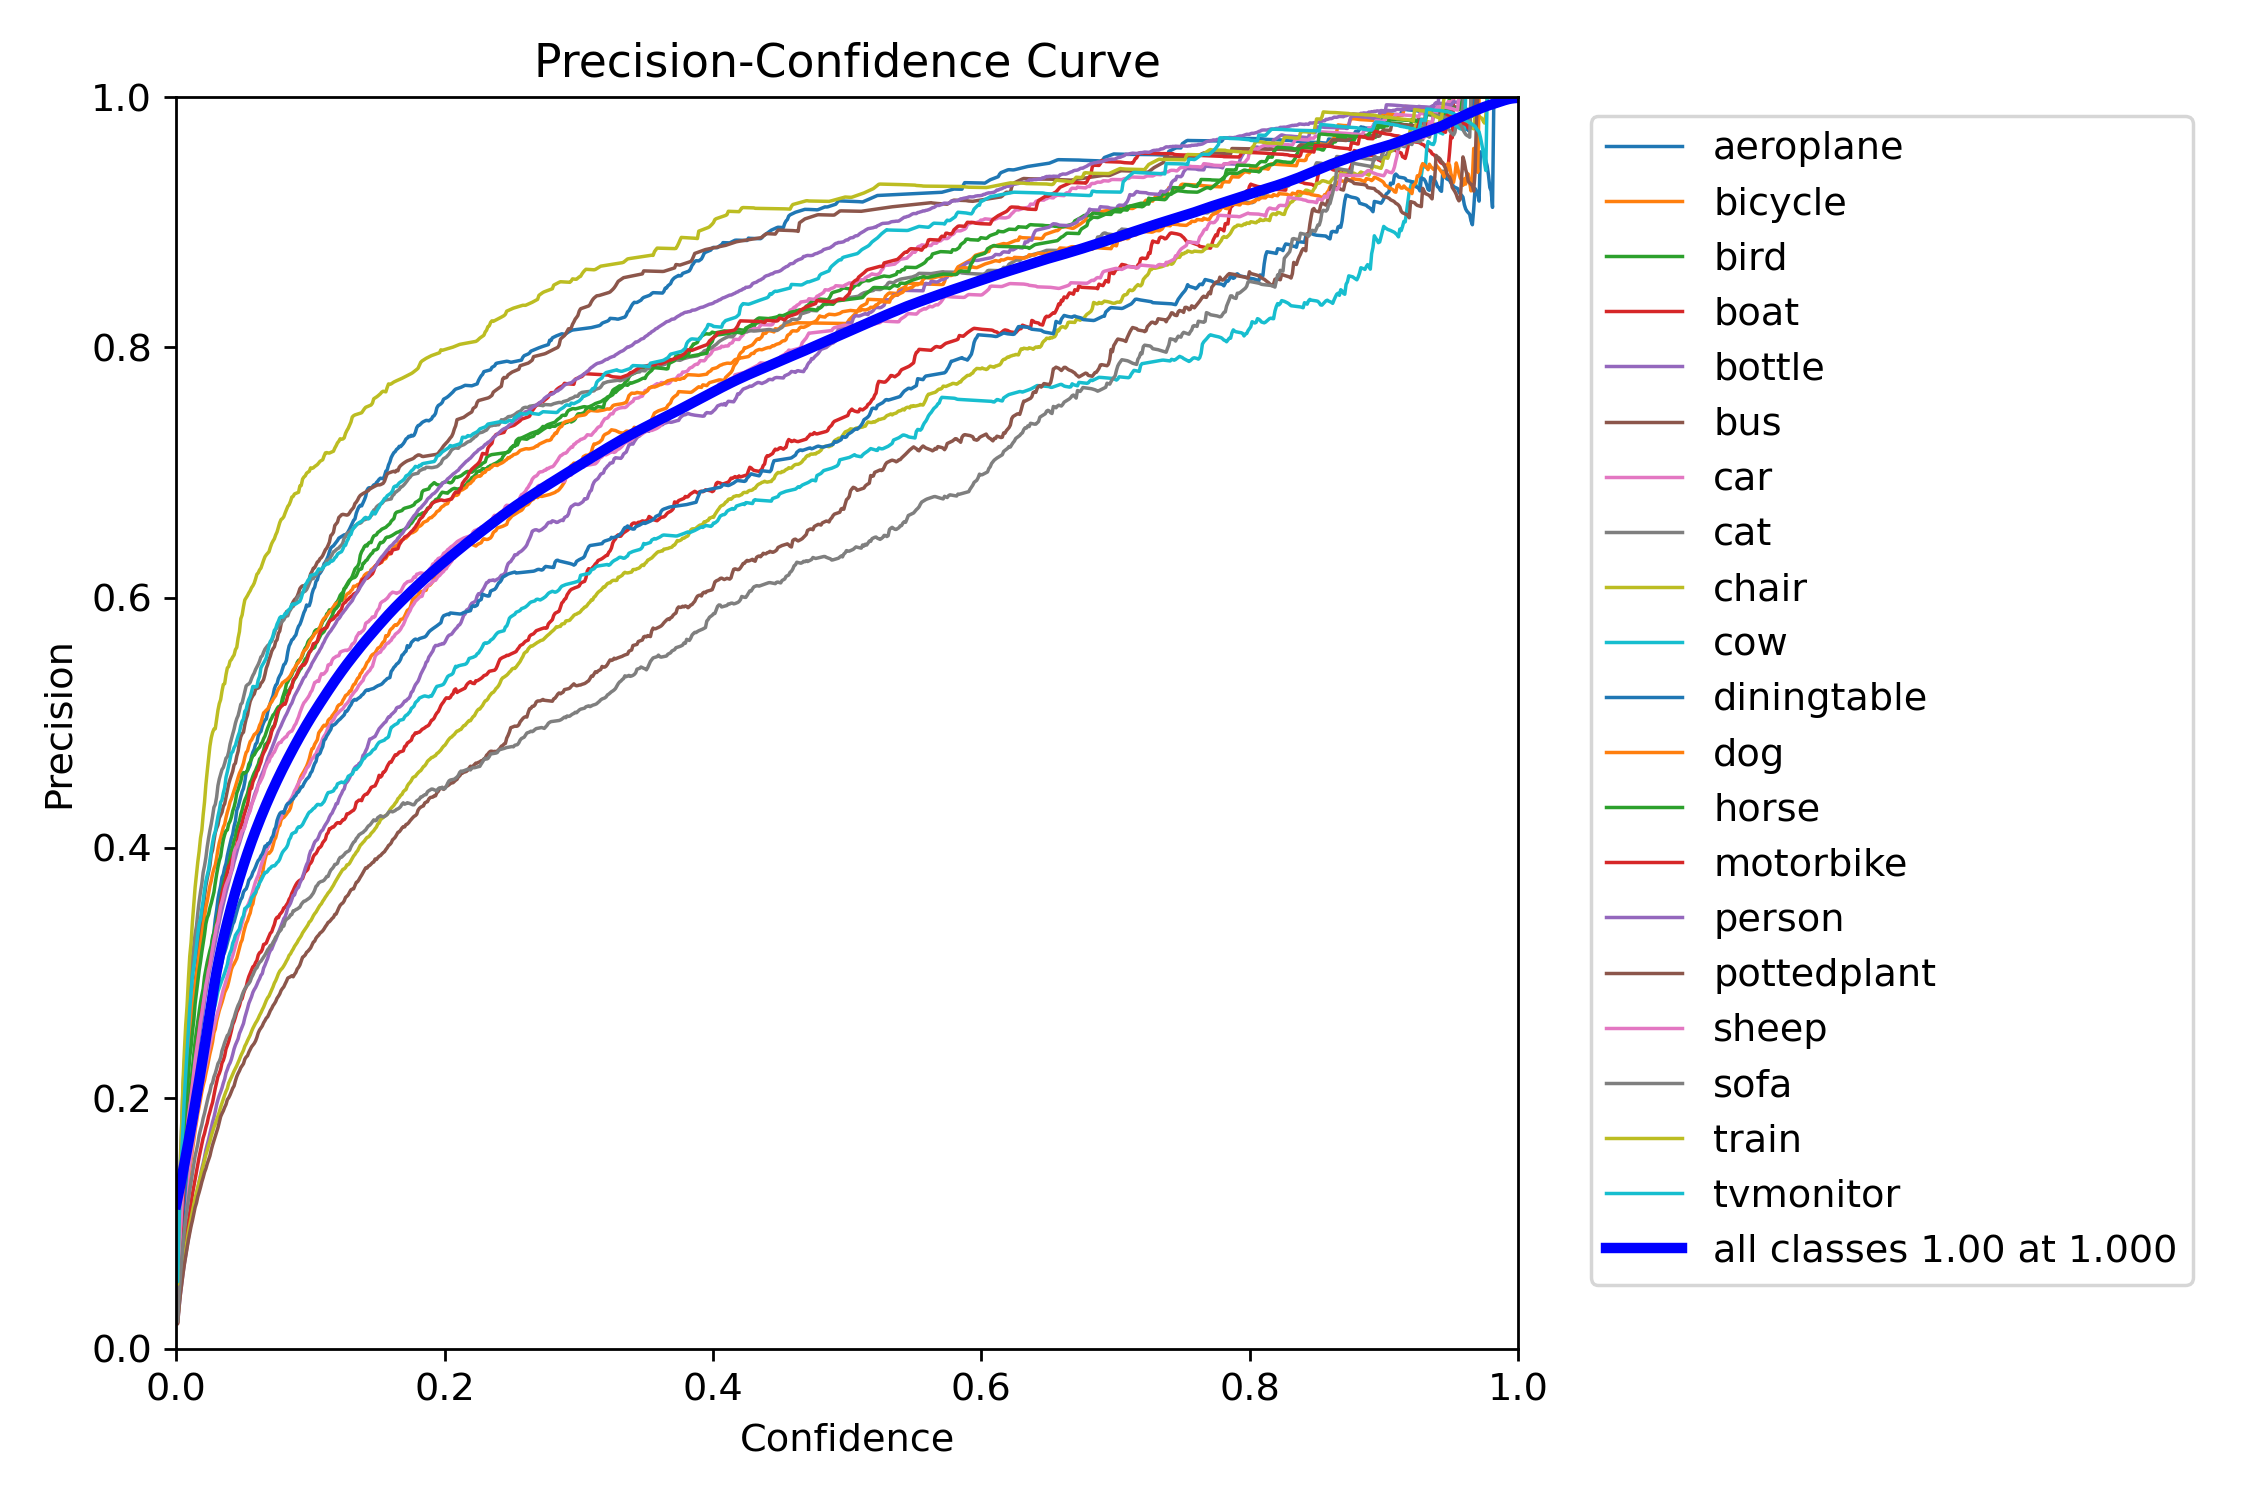 Precision-Confidence Curve
1.0
0.8
0.6
0.4
0.2
0.0
Precision
0.0 0.2 0.4 0.6 0.8 1.0
Confidence
aeroplane
bicycle
bird
boat
bottle
bus
car
cat
chair
cow
diningtable
dog
horse
motorbike
person
pottedplant
sheep
sofa
train
tvmonitor
all classes 1.00 at 1.000